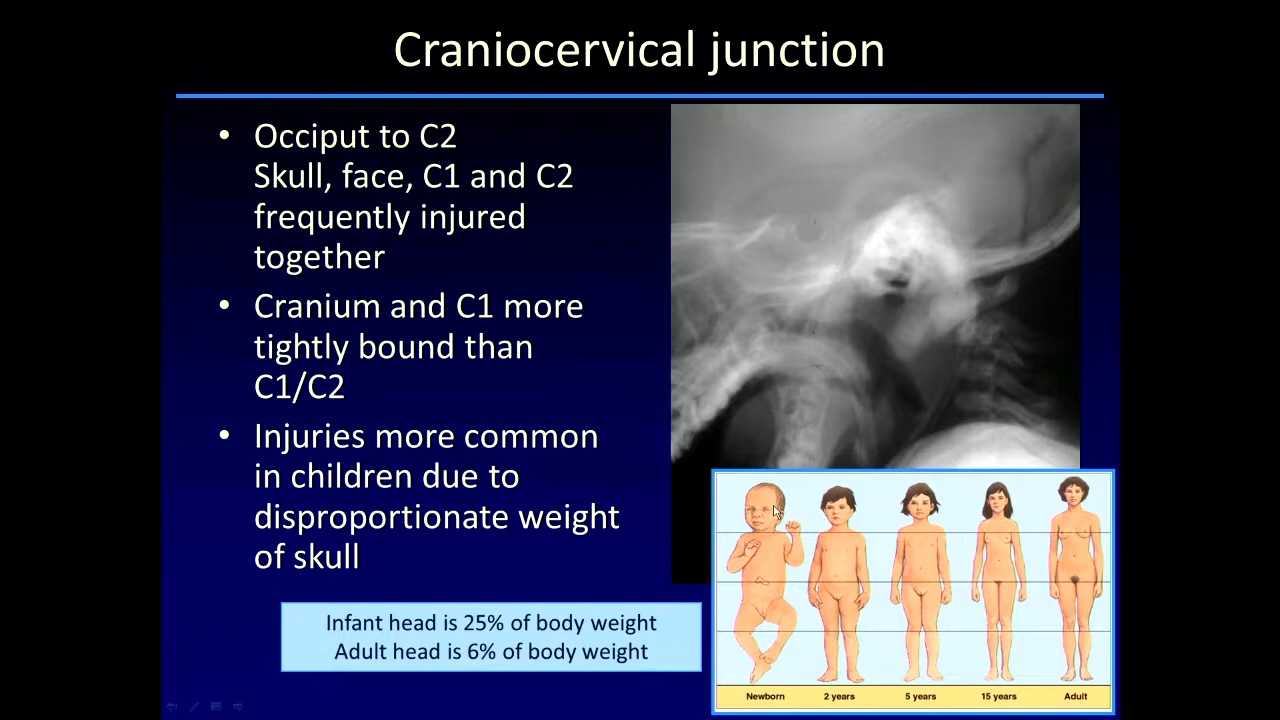 Craniocervical junction
• Occiput to C2
Skull, face, C1 and C2
frequently injured
together
• Cranium and C1 more
tightly bound than
C1/C2
• Injuries more common
in children due to
disproportionate weight
of skull
Infant head is 25% of body weight
Adult head is 6% of body weight
Newborn 2 years 5 years 15 years Adult